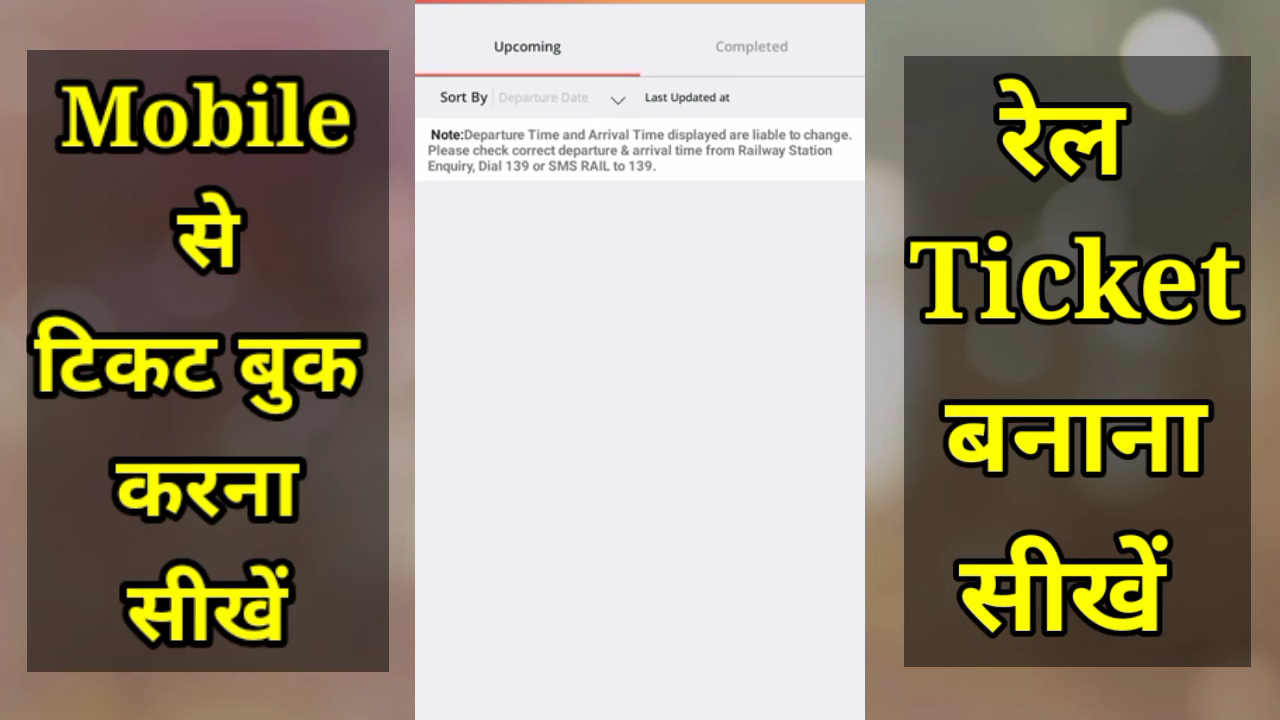 Mobile
से
टिकट बुक
करना
सीखें
Upcoming
Completed
Sort By Departure Date
Last Updated at
Note:Departure Time and Arrival Time displayed are liable to change.
Please check correct departure & arrival time from Railway Station
Enquiry, Dial 139 or SMS RAIL to 139.
रेल
Ticket
बनाना
सीखें